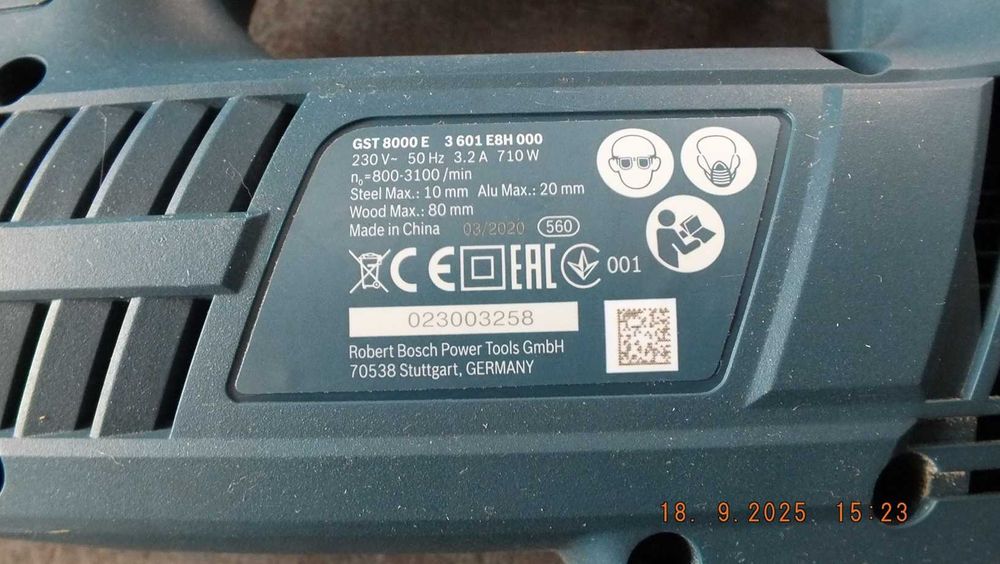 GST 8000 E 3 601 E8H 000
230 V~ 50 Hz 3.2 A 710 W
n₀=800-3100 /min
Steel Max.: 10 mm Alu Max.: 20 mm
Wood Max.: 80 mm
Made in China 03/2020 560
CE EAC 001
023003258
Robert Bosch Power Tools GmbH
70538 Stuttgart, GERMANY
18. 9.2025 15:23